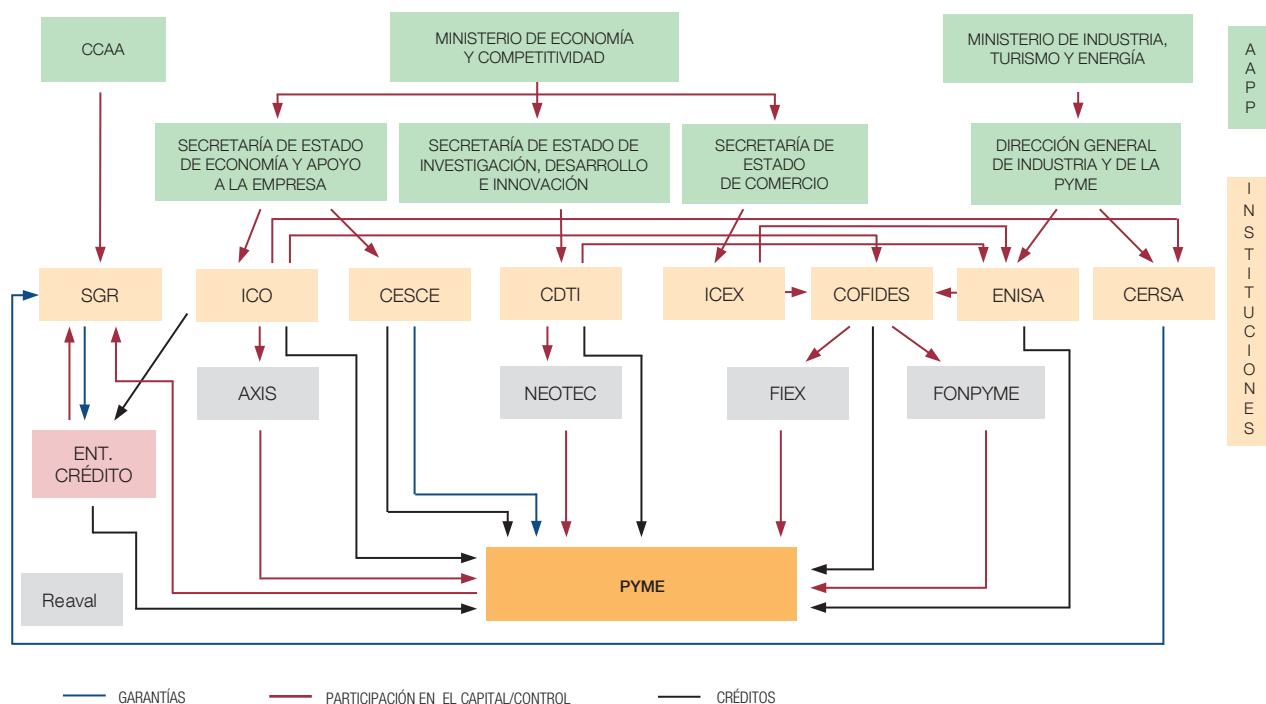 CCAA
MINISTERIO DE ECONOMÍA
Y COMPETITIVIDAD
MINISTERIO DE INDUSTRIA,
TURISMO Y ENERGÍA
A
A
P
P
SECRETARÍA DE ESTADO
DE ECONOMÍA Y APOYO
A LA EMPRESA
SECRETARÍA DE ESTADO DE
INVESTIGACIÓN, DESARROLLO
E INNOVACIÓN
SECRETARÍA DE
ESTADO
DE COMERCIO
DIRECCIÓN GENERAL
DE INDUSTRIA Y DE LA
PYME
I
N
S
T
I
T
U
C
I
O
N
E
S
SGR
ICO
CESCE
CDTI
ICEX
COFIDES
ENISA
CERSA
AXIS
NEOTEC
FIEX
FONPYME
ENT.
CRÉDITO
PYME
Reaval
GARANTÍAS
PARTICIPACIÓN EN EL CAPITAL/CONTROL
CRÉDITOS